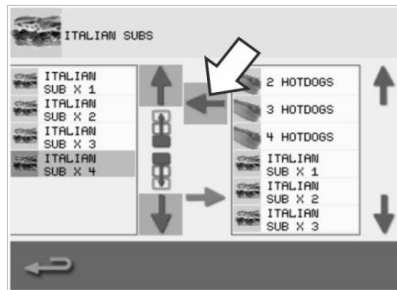 ITALIAN SUBS
ITALIAN
SUB X 1
ITALIAN
SUB X 2
ITALIAN
SUB X 3
ITALIAN
SUB X 4
2 HOTDOGS
3 HOTDOGS
4 HOTDOGS
ITALIAN
SUB X 1
ITALIAN
SUB X 2
ITALIAN
SUB X 3